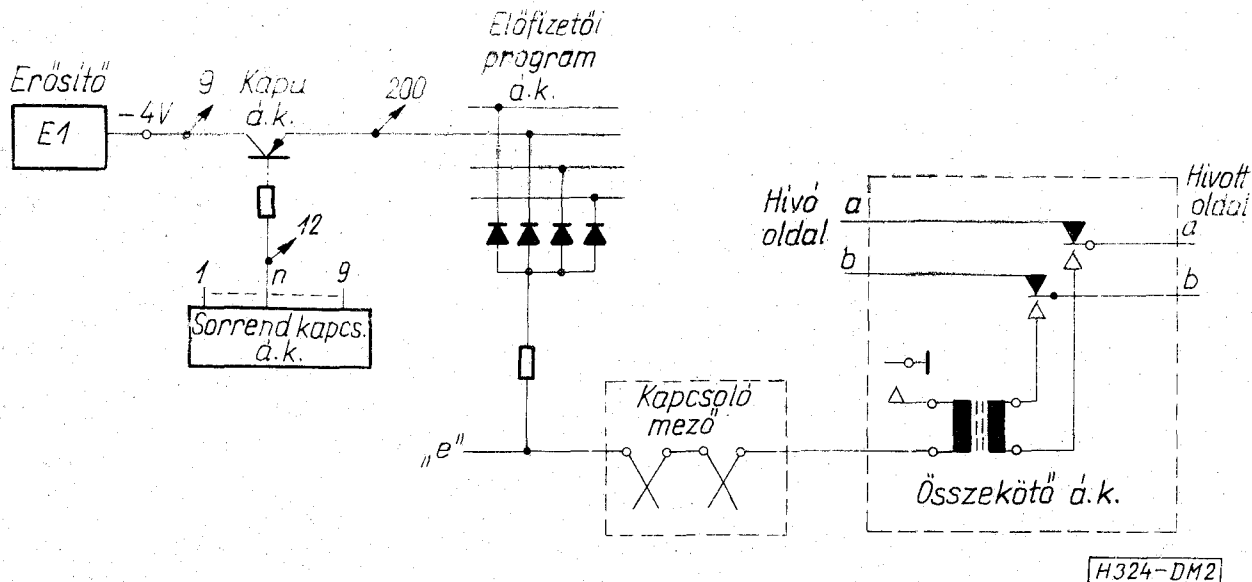 Erősítő
E1
-4V
9
Kapu
á.k.
200
Előfizetői
program
á.k.
12
1
n
9
Sorrend kapcs.
á.k.
„e"
Kapcsoló
mező
Hívó
oldal
a
b
Hívott
oldal
a
b
Összekötő á.k.
H324-DM2